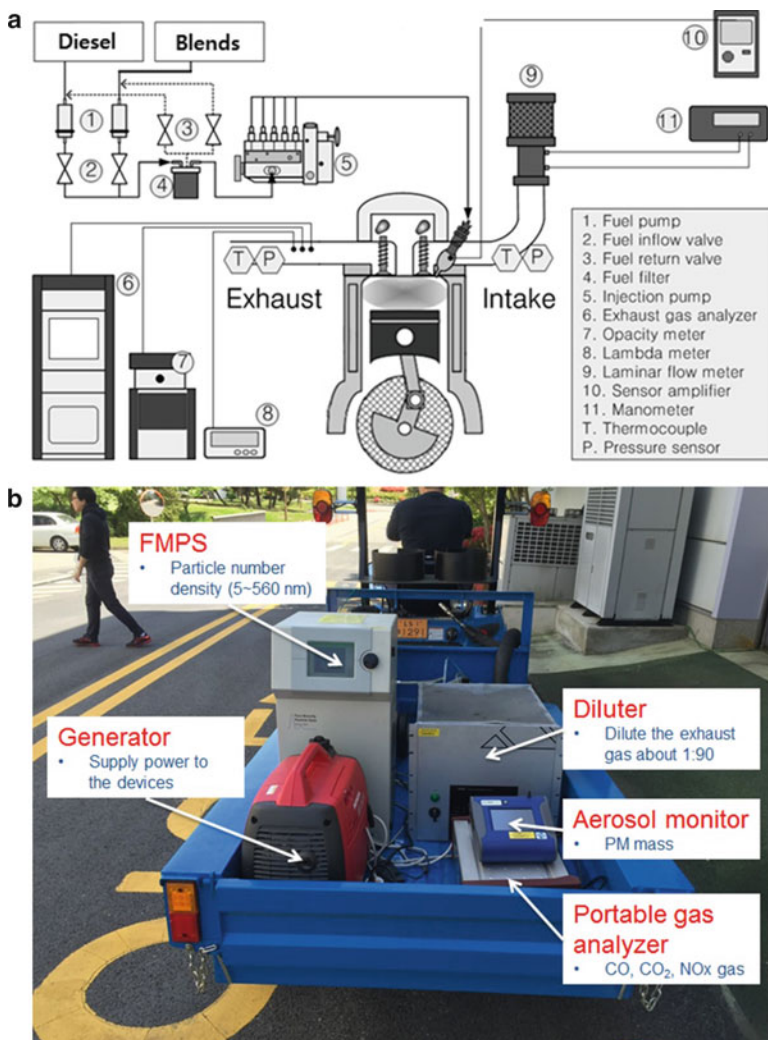 a
Diesel
Blends
1
2
3
4
5
6
7
8
9
10
11
T P
T P
Exhaust
Intake
1. Fuel pump
2. Fuel inflow valve
3. Fuel return valve
4. Fuel filter
5. Injection pump
6. Exhaust gas analyzer
7. Opacity meter
8. Lambda meter
9. Laminar flow meter
10. Sensor amplifier
11. Manometer
T. Thermocouple
P. Pressure sensor
b
FMPS
• Particle number
density (5~560 nm)
Generator
• Supply power to
the devices
Diluter
• Dilute the exhaust
gas about 1:90
Aerosol monitor
• PM mass
Portable gas
analyzer
• CO, CO₂, NOx gas